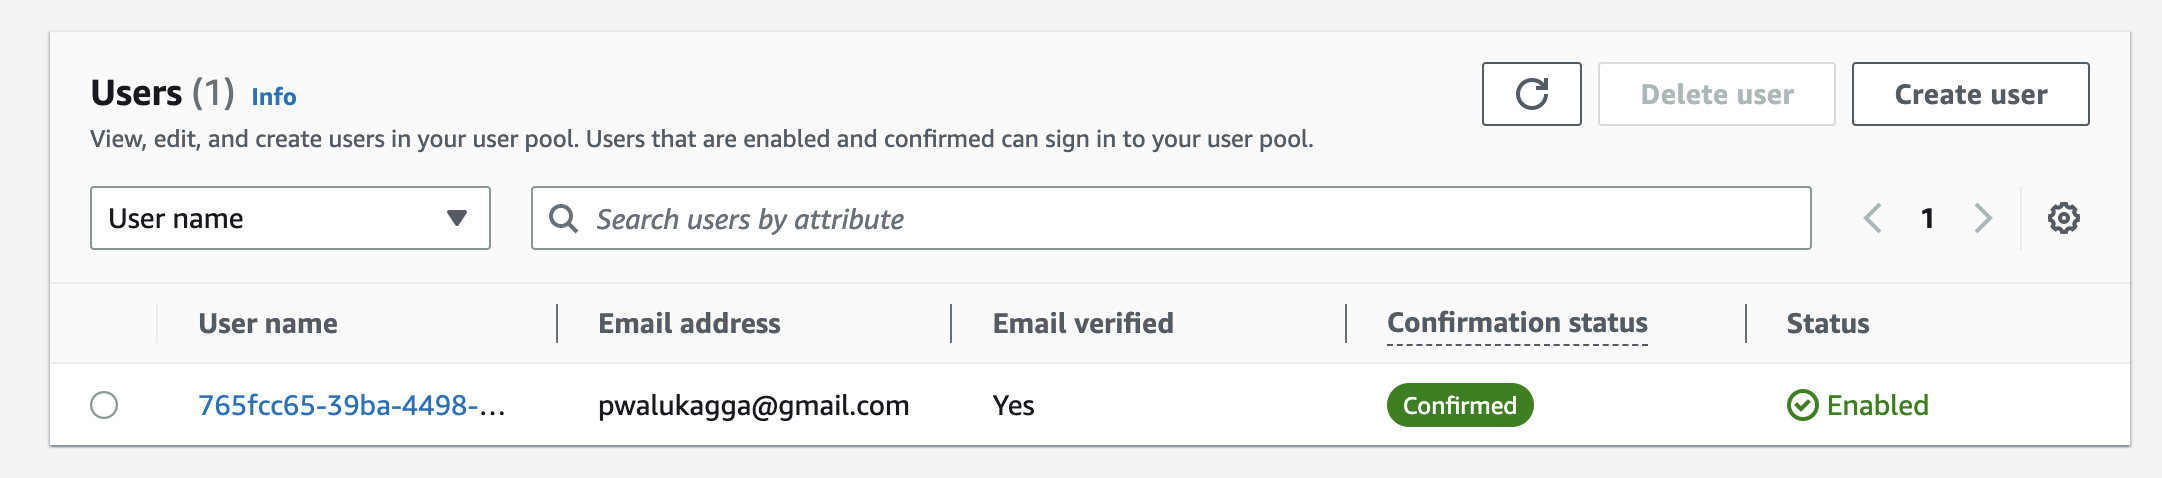 Users (1) Info
View, edit, and create users in your user pool. Users that are enabled and confirmed can sign in to your user pool.
Delete user
Create user
User name
Search users by attribute
1
User name
Email address
Email verified
Confirmation status
Status
765fcc65-39ba-4498-...
pwalukagga@gmail.com
Yes
Confirmed
Enabled